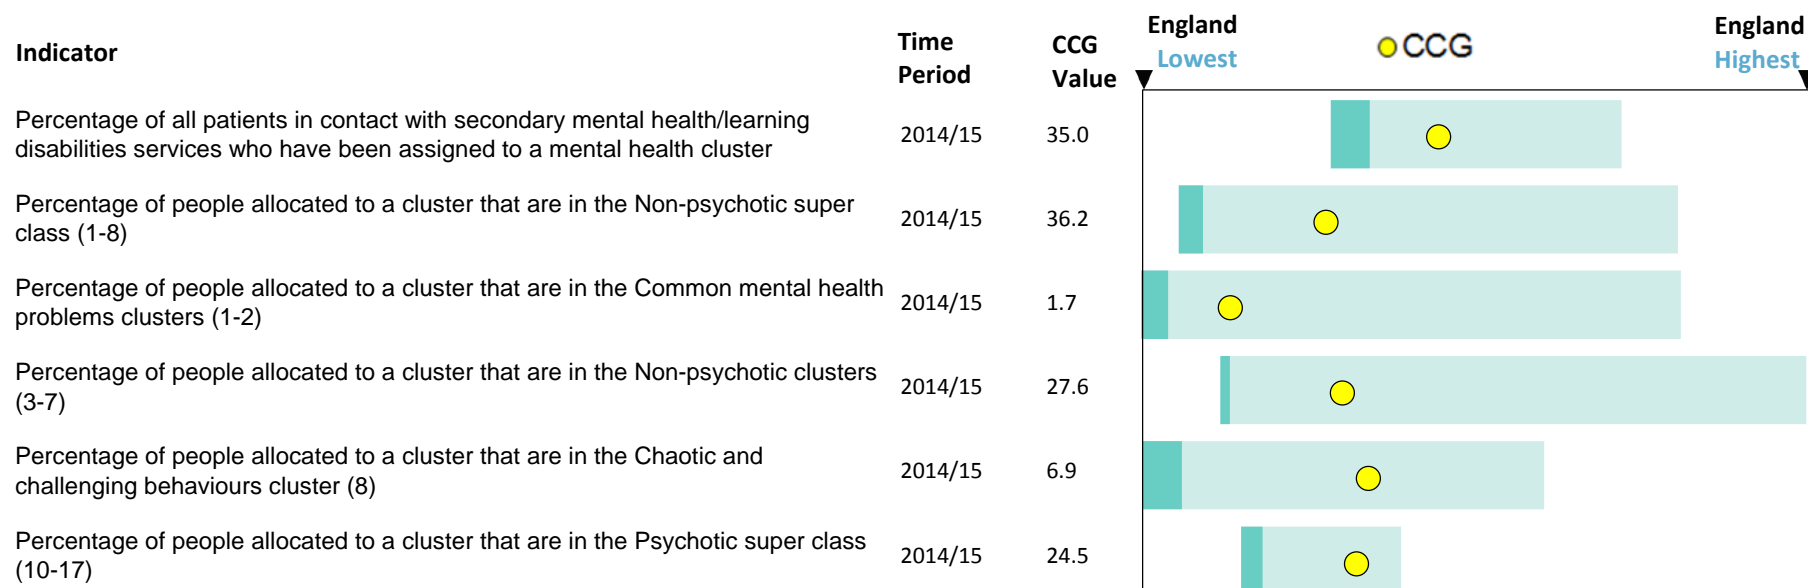 Indicator
Time Period
CCG Value
England Lowest
CCG
England Highest
Percentage of all patients in contact with secondary mental health/learning
disabilities services who have been assigned to a mental health cluster
2014/15
35.0
Percentage of people allocated to a cluster that are in the Non-psychotic super
class (1-8)
2014/15
36.2
Percentage of people allocated to a cluster that are in the Common mental health
problems clusters (1-2)
2014/15
1.7
Percentage of people allocated to a cluster that are in the Non-psychotic clusters
(3-7)
2014/15
27.6
Percentage of people allocated to a cluster that are in the Chaotic and
challenging behaviours cluster (8)
2014/15
6.9
Percentage of people allocated to a cluster that are in the Psychotic super class
(10-17)
2014/15
24.5